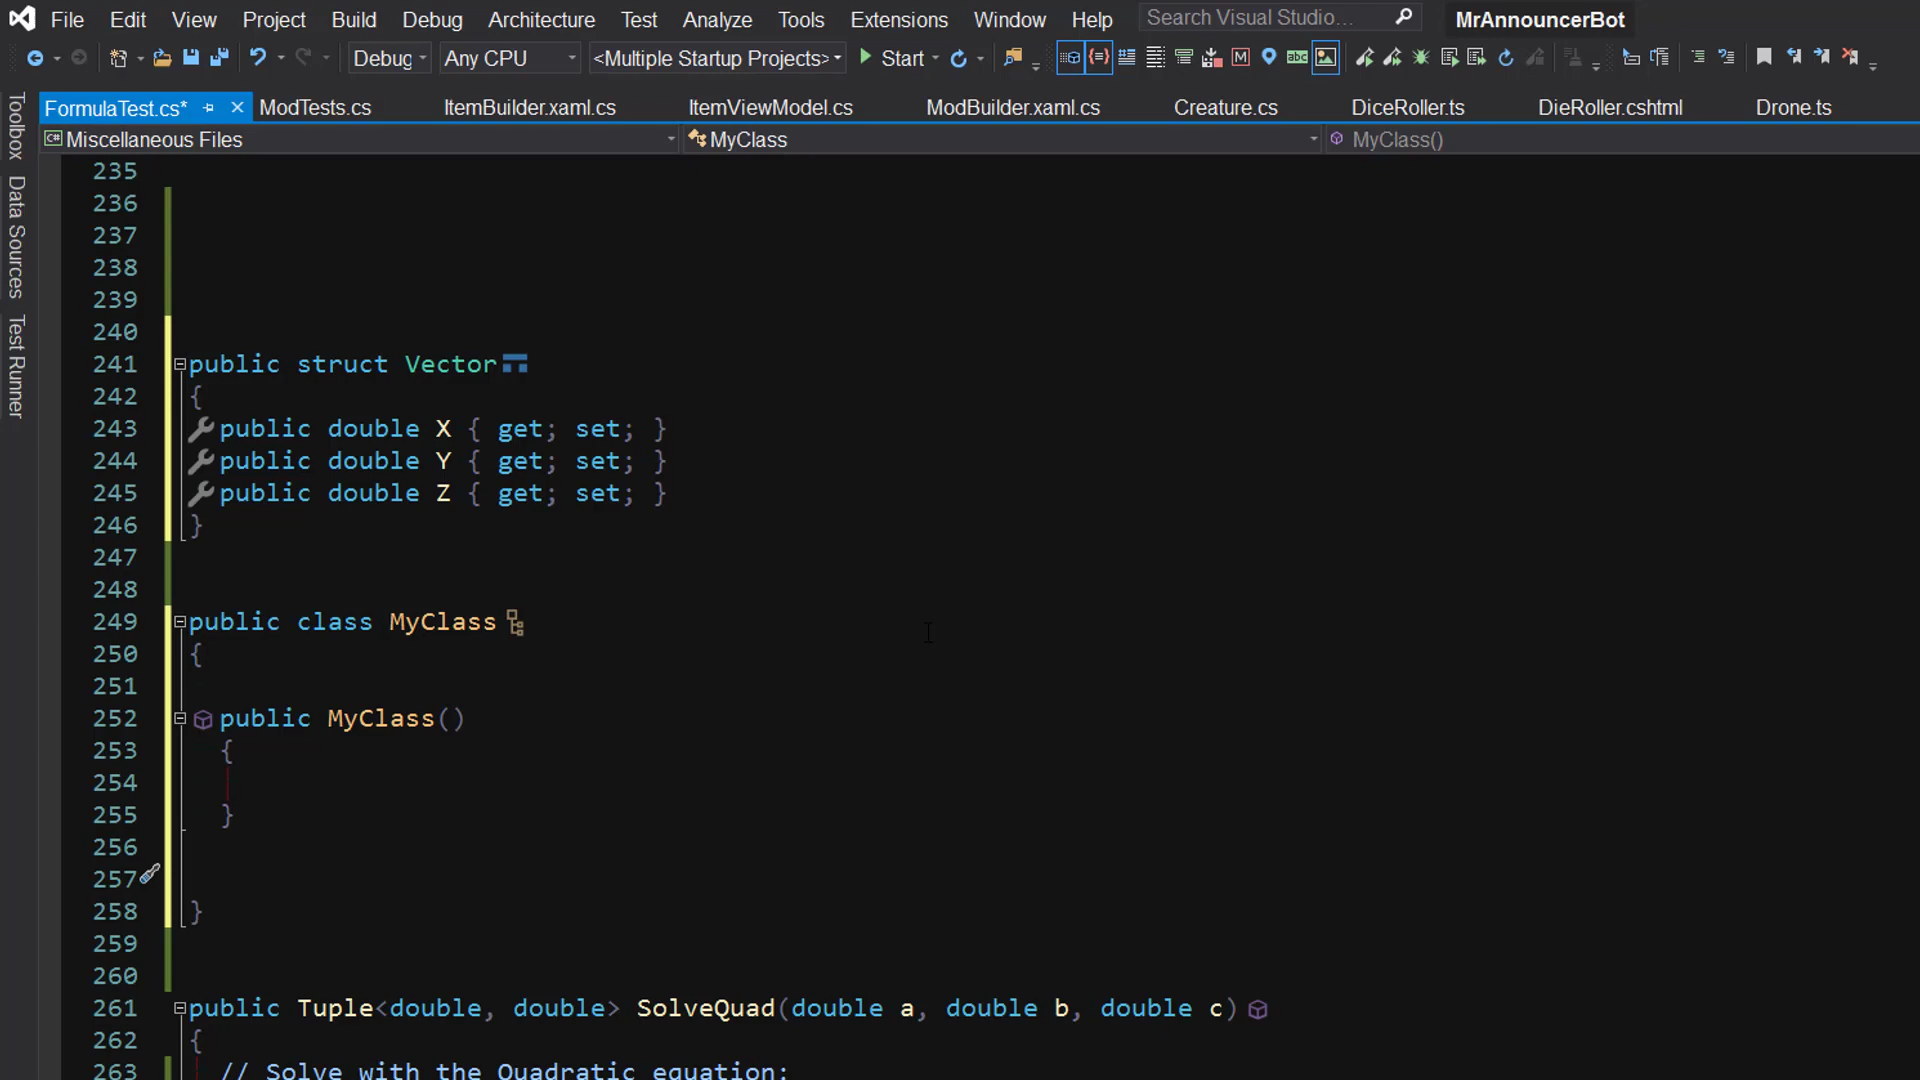 File Edit View Project Build Debug Architecture Test Analyze Tools Extensions Window Help Search Visual Studio... MrAnnouncerBot
Debug Any CPU <Multiple Startup Projects> Start
FormulaTest.cs* ModTests.cs ItemBuilder.xaml.cs ItemViewModel.cs ModBuilder.xaml.cs Creature.cs DiceRoller.ts DieRoller.cshtml Drone.ts
Miscellaneous Files MyClass MyClass()
Toolbox
Data Sources
Test Runner
235
236
237
238
239
240
241 public struct Vector
242 {
243 public double X { get; set; }
244 public double Y { get; set; }
245 public double Z { get; set; }
246 }
247
248
249 public class MyClass
250 {
251
252 public MyClass()
253 {
254
255 }
256
257
258 }
259
260
261 public Tuple<double, double> SolveQuad(double a, double b, double c)
262 {
263 // Solve with the Quadratic equation: